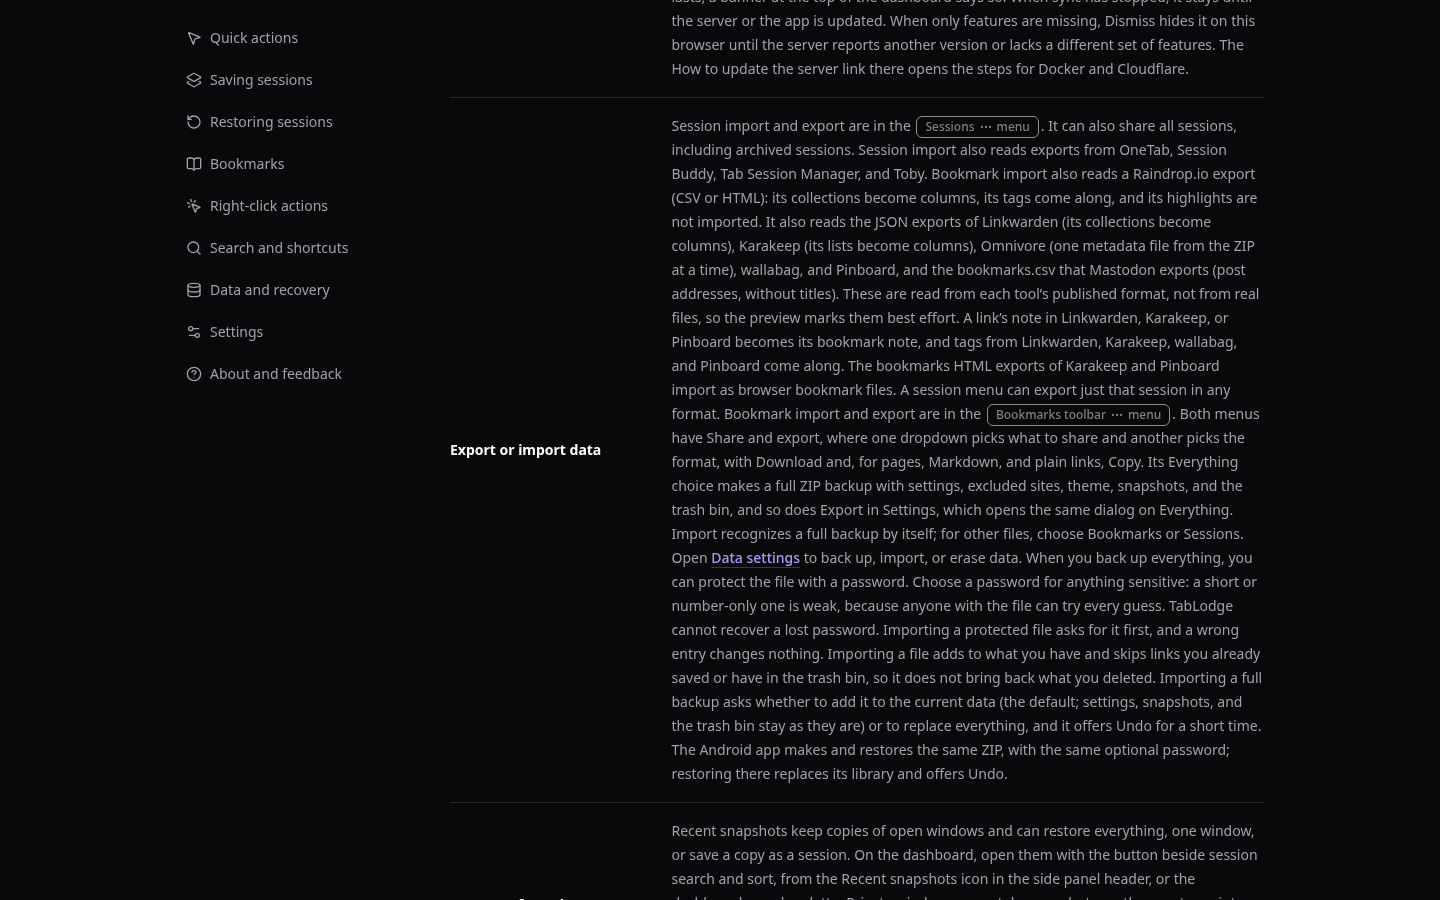 Quick actions
Saving sessions
Restoring sessions
Bookmarks
Right-click actions
Search and shortcuts
Data and recovery
Settings
About and feedback
the server or the app is updated. When only features are missing, Dismiss hides it on this
browser until the server reports another version or lacks a different set of features. The
How to update the server link there opens the steps for Docker and Cloudflare.
Export or import data
Session import and export are in the Sessions ··· menu. It can also share all sessions,
including archived sessions. Session import also reads exports from OneTab, Session
Buddy, Tab Session Manager, and Toby. Bookmark import also reads a Raindrop.io export
(CSV or HTML): its collections become columns, its tags come along, and its highlights are
not imported. It also reads the JSON exports of Linkwarden (its collections become
columns), Karakeep (its lists become columns), Omnivore (one metadata file from the ZIP
at a time), wallabag, and Pinboard, and the bookmarks.csv that Mastodon exports (post
addresses, without titles). These are read from each tool’s published format, not from real
files, so the preview marks them best effort. A link’s note in Linkwarden, Karakeep, or
Pinboard becomes its bookmark note, and tags from Linkwarden, Karakeep, wallabag,
and Pinboard come along. The bookmarks HTML exports of Karakeep and Pinboard
import as browser bookmark files. A session menu can export just that session in any
format. Bookmark import and export are in the Bookmarks toolbar ··· menu. Both menus
have Share and export, where one dropdown picks what to share and another picks the
format, with Download and, for pages, Markdown, and plain links, Copy. Its Everything
choice makes a full ZIP backup with settings, excluded sites, theme, snapshots, and the
trash bin, and so does Export in Settings, which opens the same dialog on Everything.
Import recognizes a full backup by itself; for other files, choose Bookmarks or Sessions.
Open Data settings to back up, import, or erase data. When you back up everything, you
can protect the file with a password. Choose a password for anything sensitive: a short or
number-only one is weak, because anyone with the file can try every guess. TabLodge
cannot recover a lost password. Importing a protected file asks for it first, and a wrong
entry changes nothing. Importing a file adds to what you have and skips links you already
saved or have in the trash bin, so it does not bring back what you deleted. Importing a full
backup asks whether to add it to the current data (the default; settings, snapshots, and
the trash bin stay as they are) or to replace everything, and it offers Undo for a short time.
The Android app makes and restores the same ZIP, with the same optional password;
restoring there replaces its library and offers Undo.
Recent snapshots keep copies of open windows and can restore everything, one window,
or save a copy as a session. On the dashboard, open them with the button beside session
search and sort, from the Recent snapshots icon in the side panel header, or the